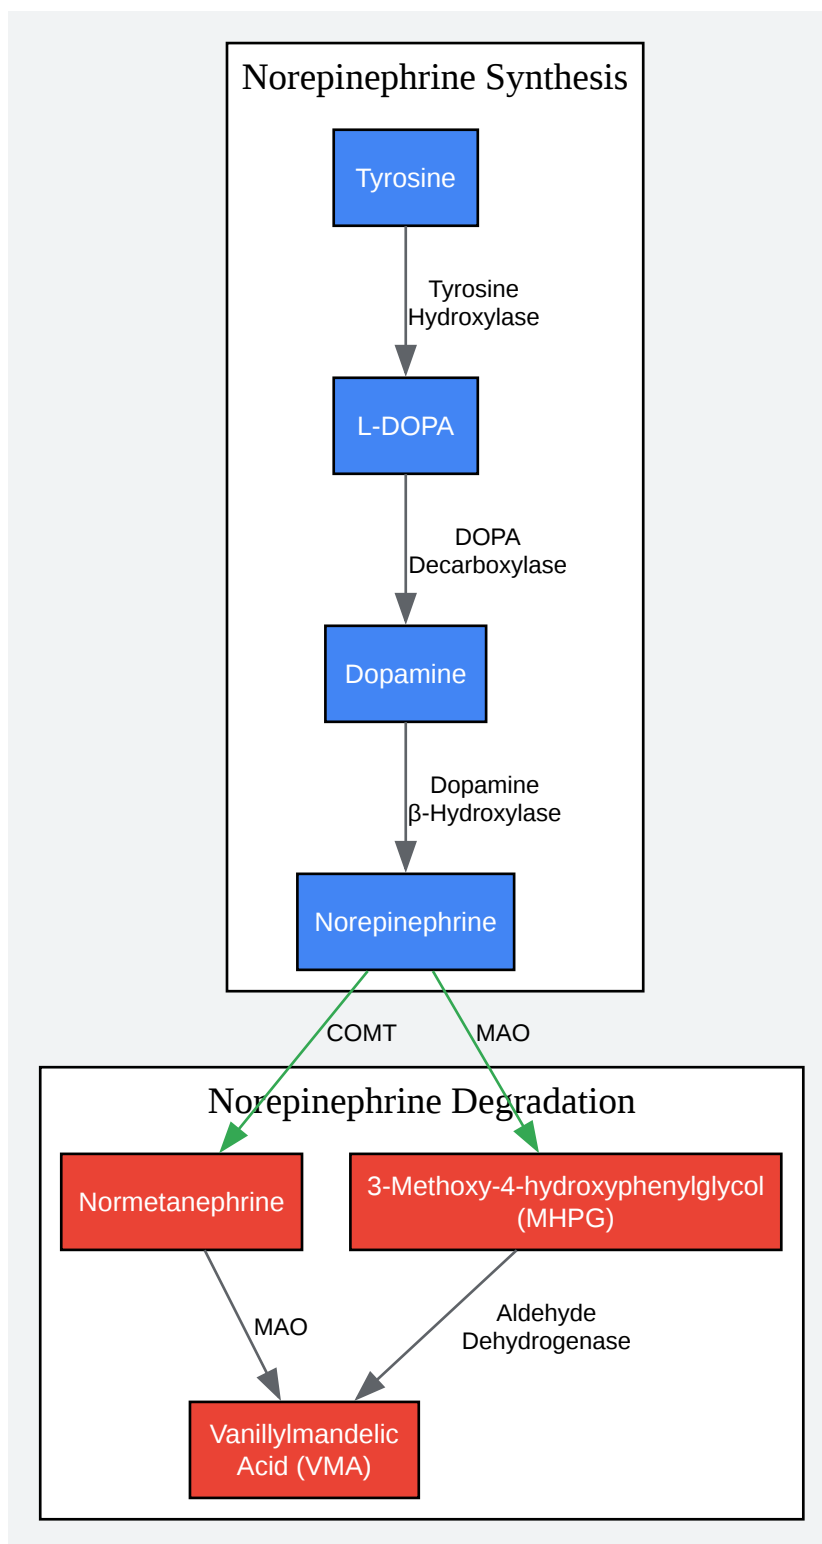 Norepinephrine Synthesis
Tyrosine
Tyrosine
Hydroxylase
L-DOPA
DOPA
Decarboxylase
Dopamine
Dopamine
β-Hydroxylase
Norepinephrine
COMT
MAO
Norepinephrine Degradation
Normetanephrine
3-Methoxy-4-hydroxyphenylglycol
(MHPG)
MAO
Aldehyde
Dehydrogenase
Vanillylmandelic
Acid (VMA)